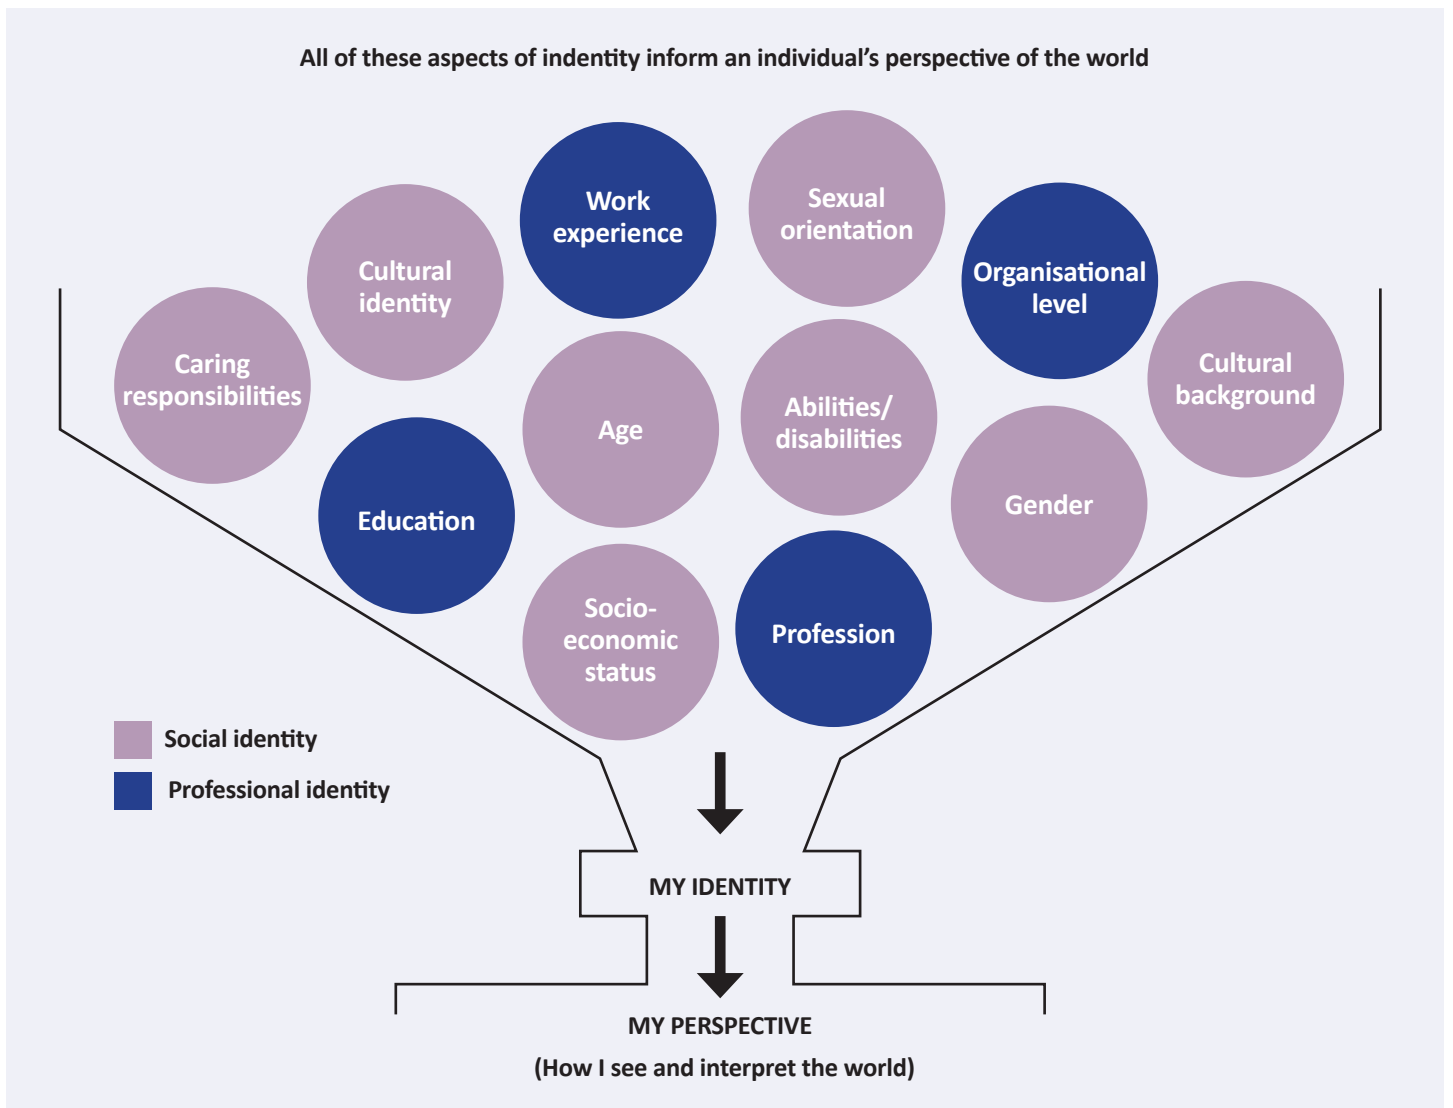 All of these aspects of indentity inform an individual's perspective of the world
Work
experience
Sexual
orientation
Cultural
identity
Organisational
level
Caring
responsibilities
Cultural
background
Age
Abilities/
disabilities
Education
Gender
Socio-
economic
status
Profession
Social identity
Professional identity
MY IDENTITY
MY PERSPECTIVE
(How I see and interpret the world)